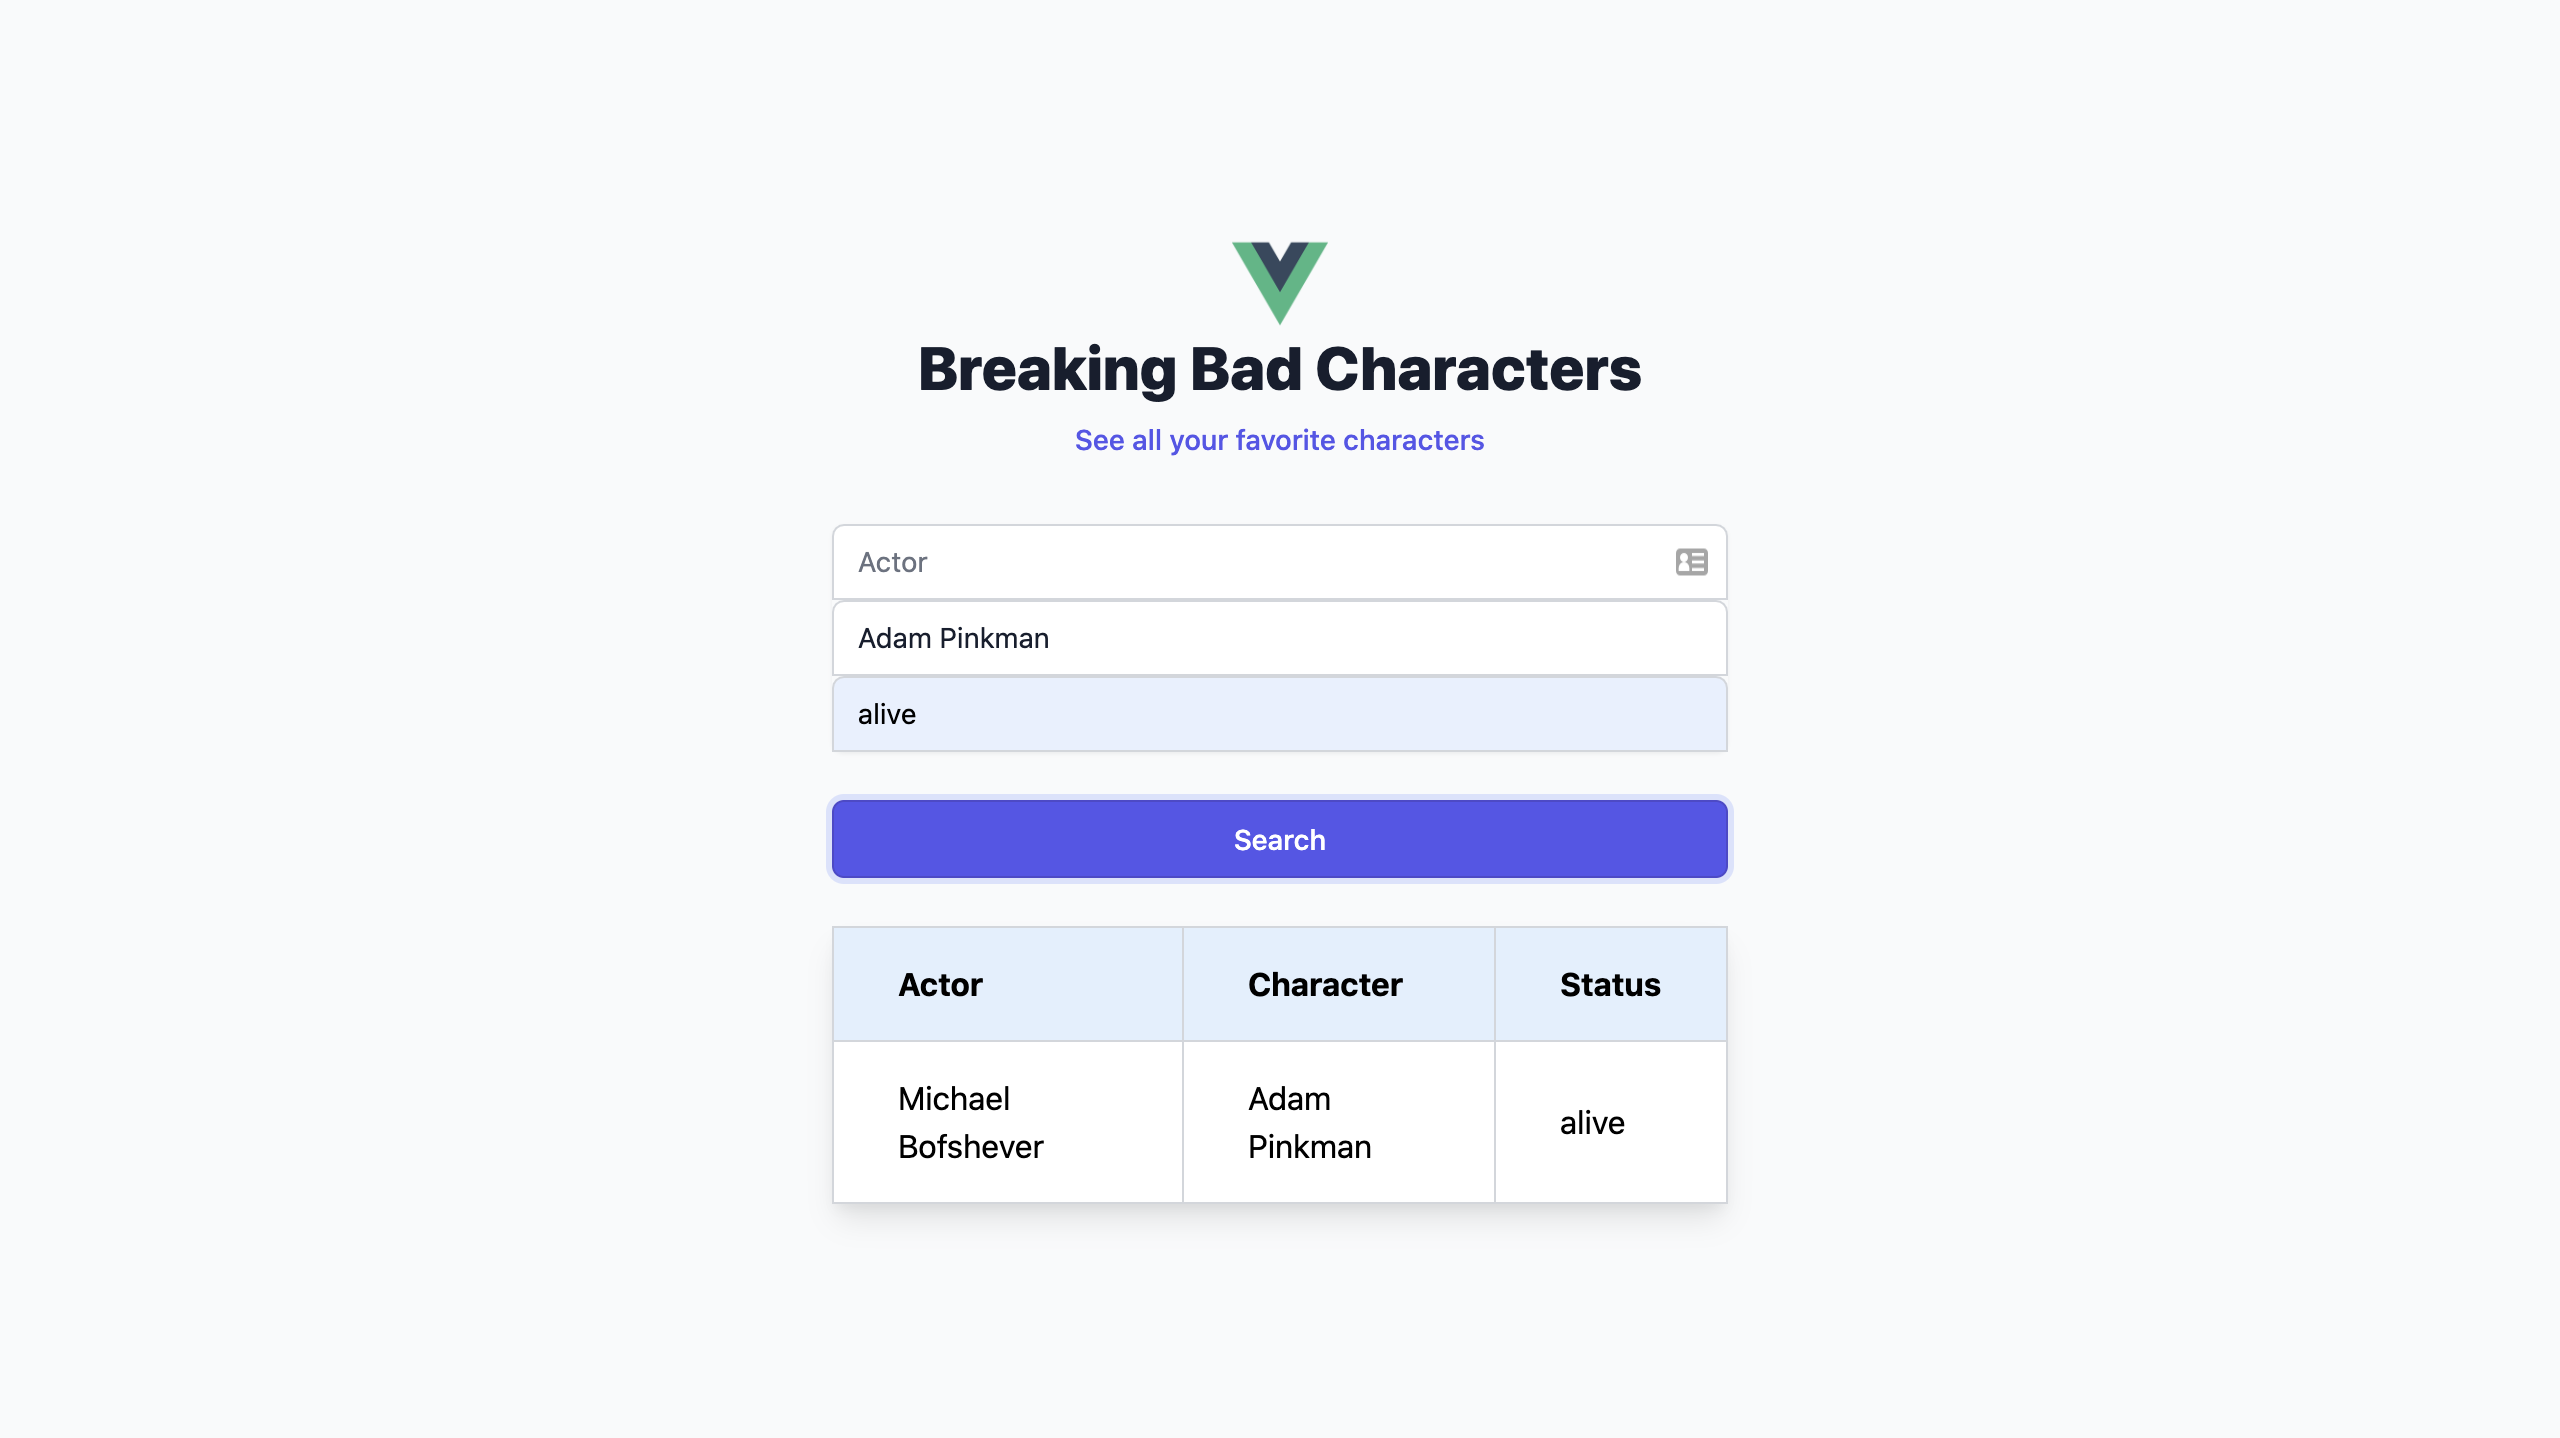 Breaking Bad Characters
See all your favorite characters
Actor
Adam Pinkman
alive
Search
Actor Character Status
Michael Bofshever Adam Pinkman alive